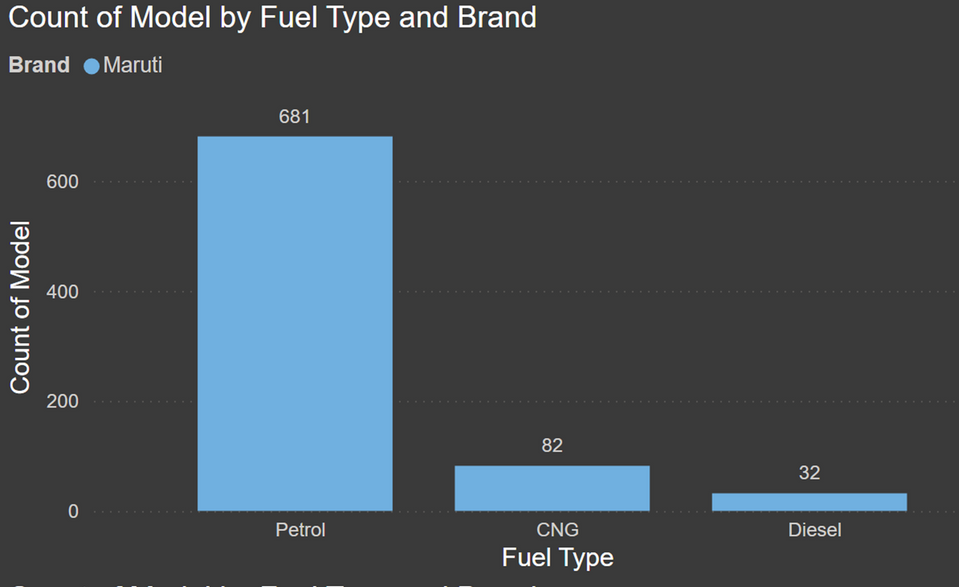 Count of Model by Fuel Type and Brand
Brand Maruti
681
600
82
400
32
200
0
Count of Model
Petrol CNG Diesel
Fuel Type